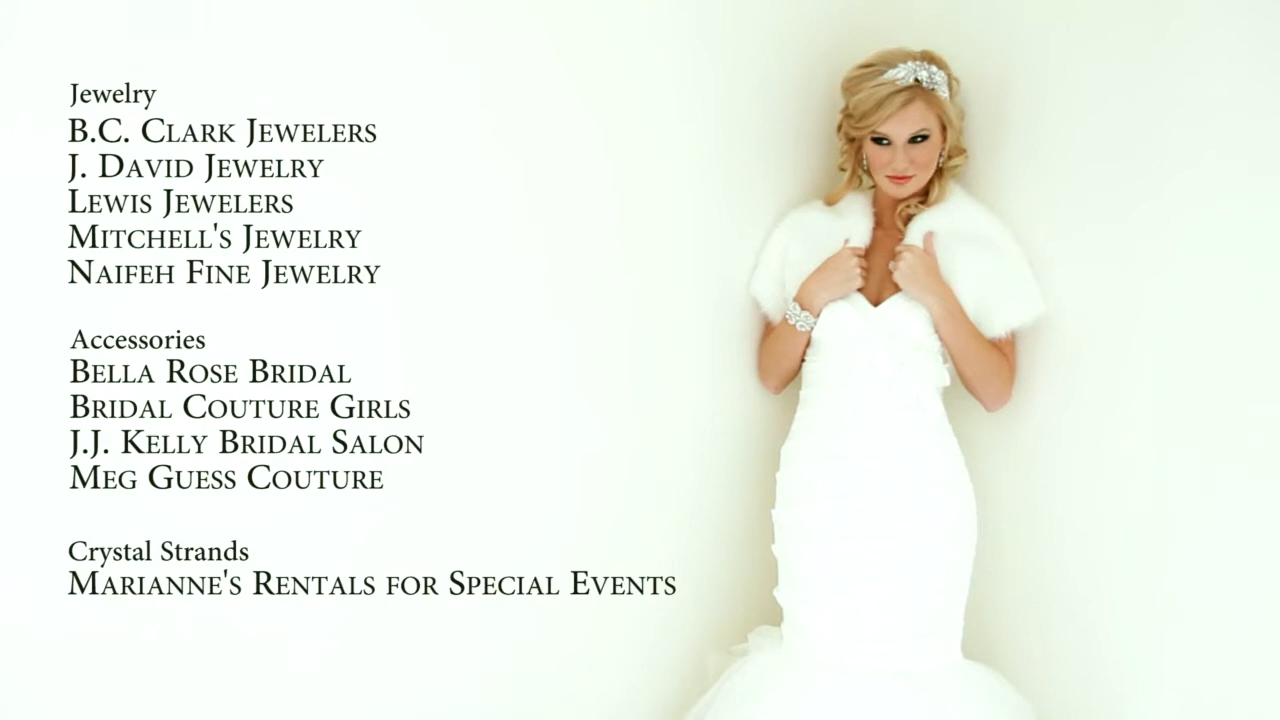 Jewelry
B.C. Clark Jewelers
J. David Jewelry
Lewis Jewelers
Mitchell's Jewelry
Naifeh Fine Jewelry
Accessories
Bella Rose Bridal
Bridal Couture Girls
J.J. Kelly Bridal Salon
Meg Guess Couture
Crystal Strands
Marianne's Rentals for Special Events